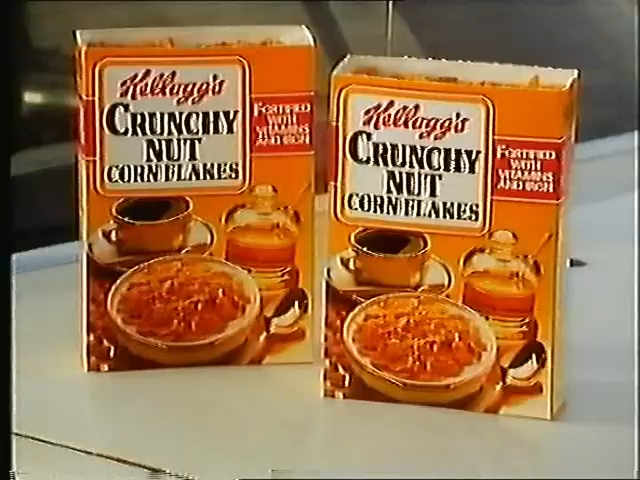 Kellogg's
CRUNCHY
NUT
CORN FLAKES
FORTIFIED
WITH
VITAMINS
AND IRON
Kellogg's
CRUNCHY
NUT
CORN FLAKES
FORTIFIED
WITH
VITAMINS
AND IRON